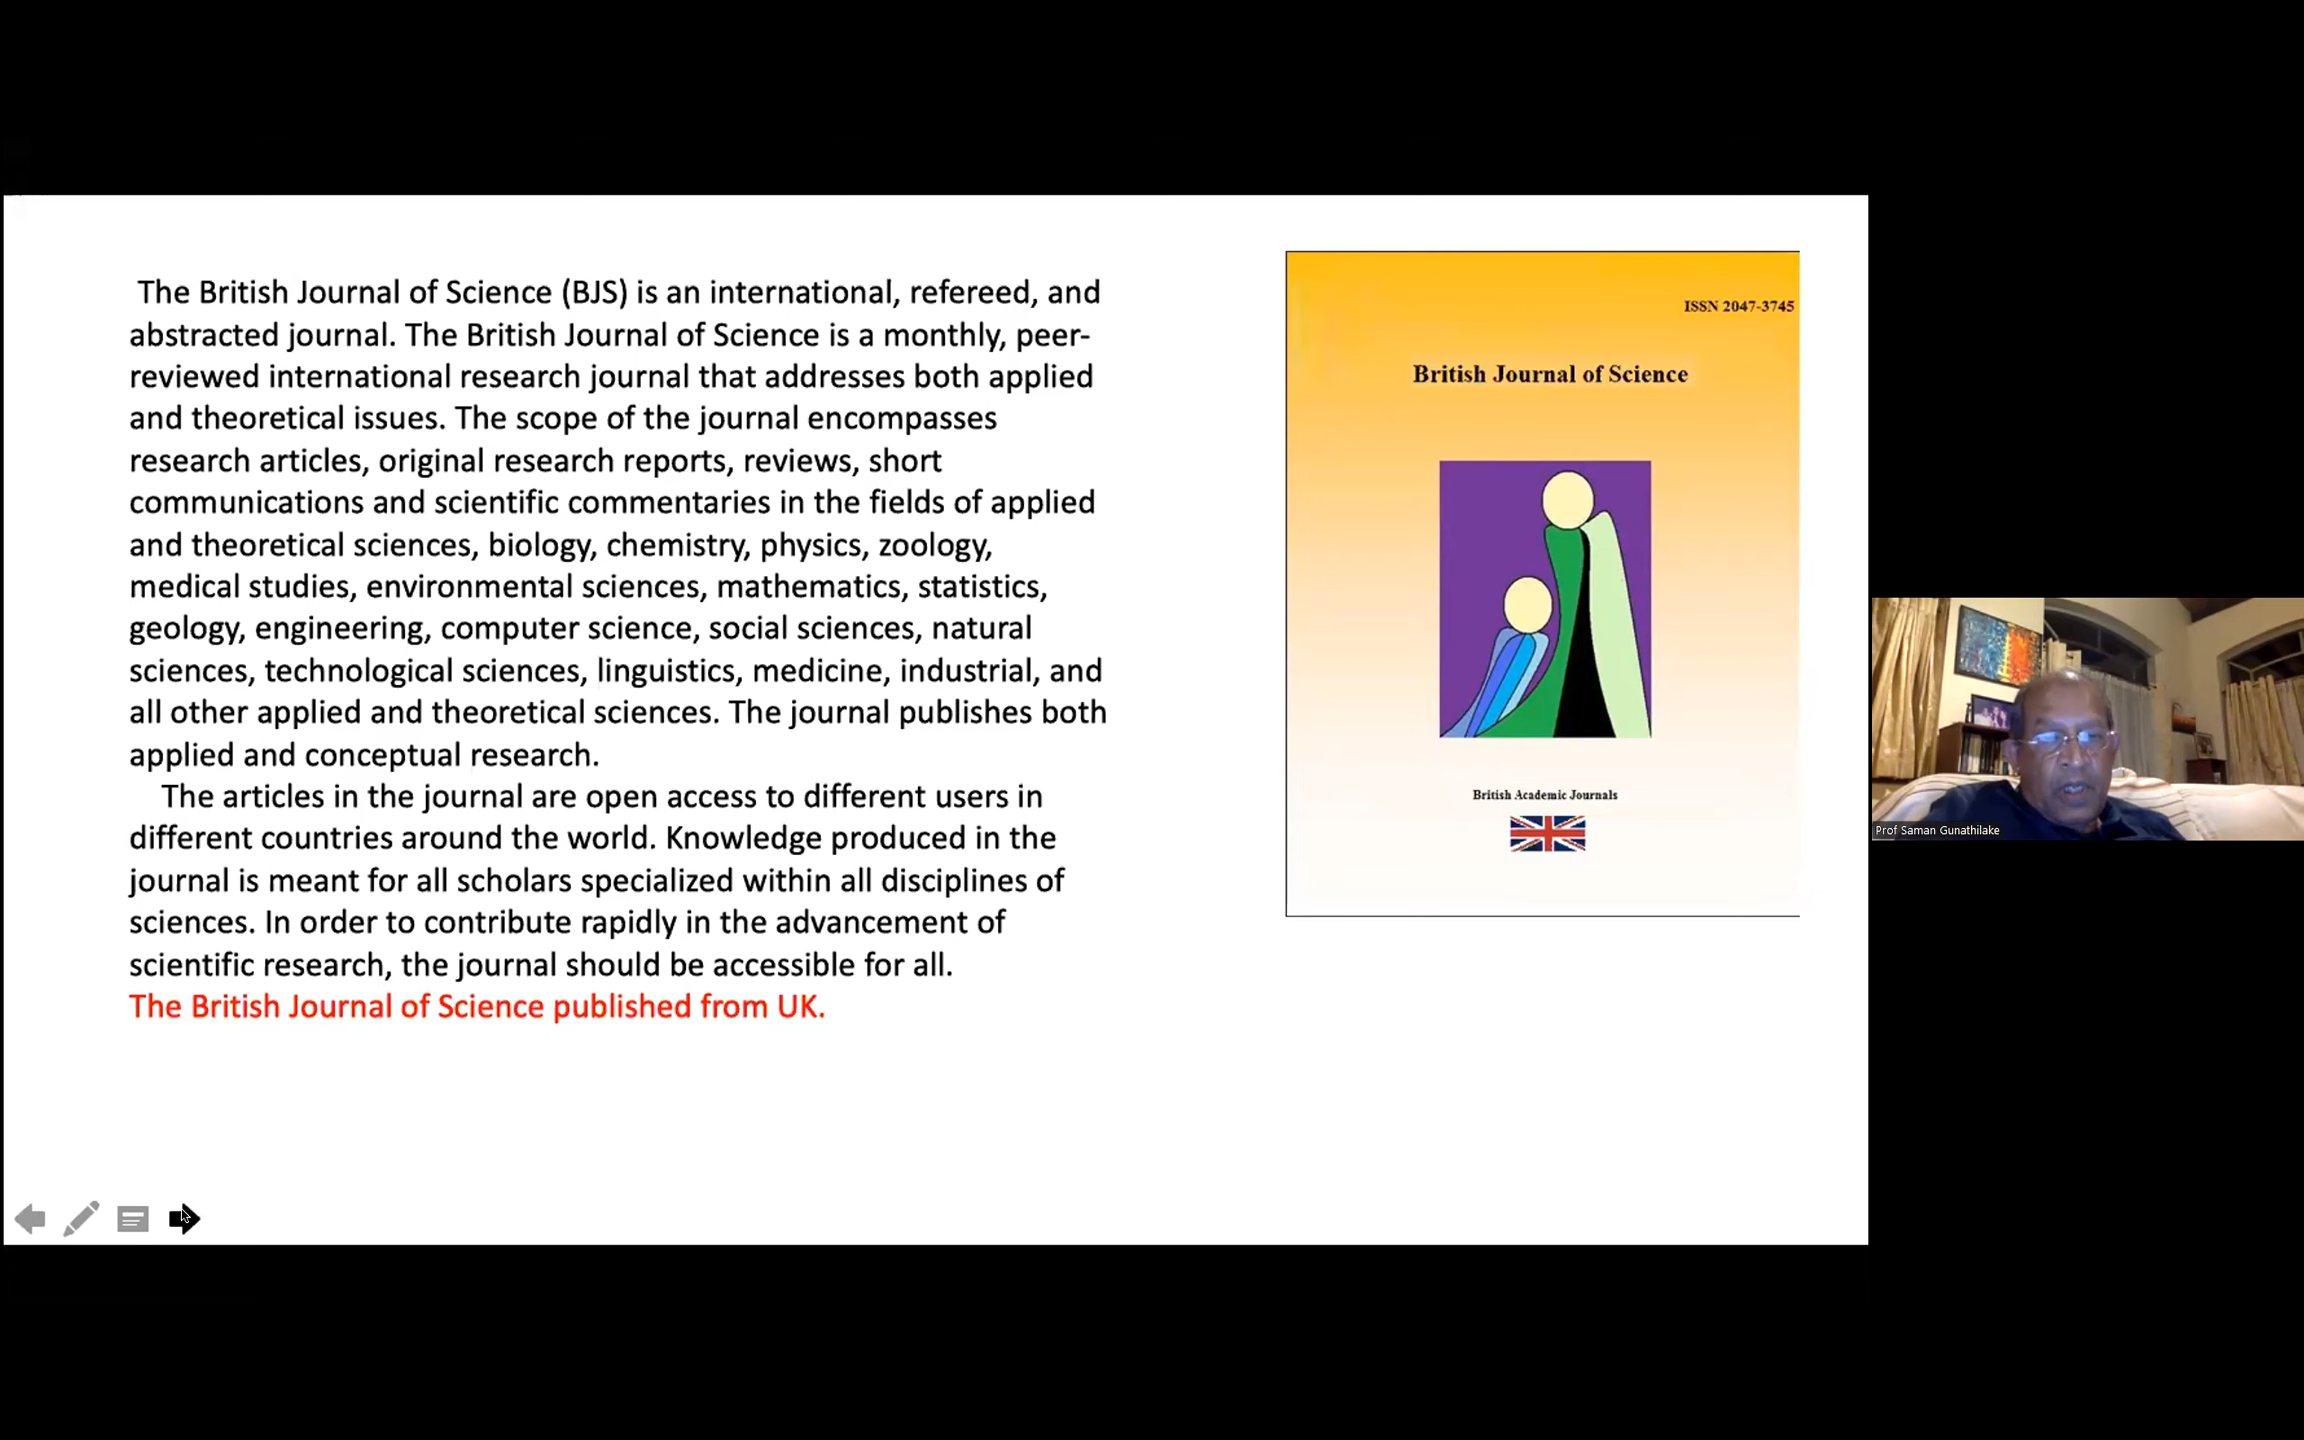 The British Journal of Science (BJS) is an international, refereed, and
abstracted journal. The British Journal of Science is a monthly, peer-
reviewed international research journal that addresses both applied
and theoretical issues. The scope of the journal encompasses
research articles, original research reports, reviews, short
communications and scientific commentaries in the fields of applied
and theoretical sciences, biology, chemistry, physics, zoology,
medical studies, environmental sciences, mathematics, statistics,
geology, engineering, computer science, social sciences, natural
sciences, technological sciences, linguistics, medicine, industrial, and
all other applied and theoretical sciences. The journal publishes both
applied and conceptual research.
The articles in the journal are open access to different users in
different countries around the world. Knowledge produced in the
journal is meant for all scholars specialized within all disciplines of
sciences. In order to contribute rapidly in the advancement of
scientific research, the journal should be accessible for all.
The British Journal of Science published from UK.
ISSN 2047-3745
British Journal of Science
British Academic Journals
Prof Saman Gunathilake